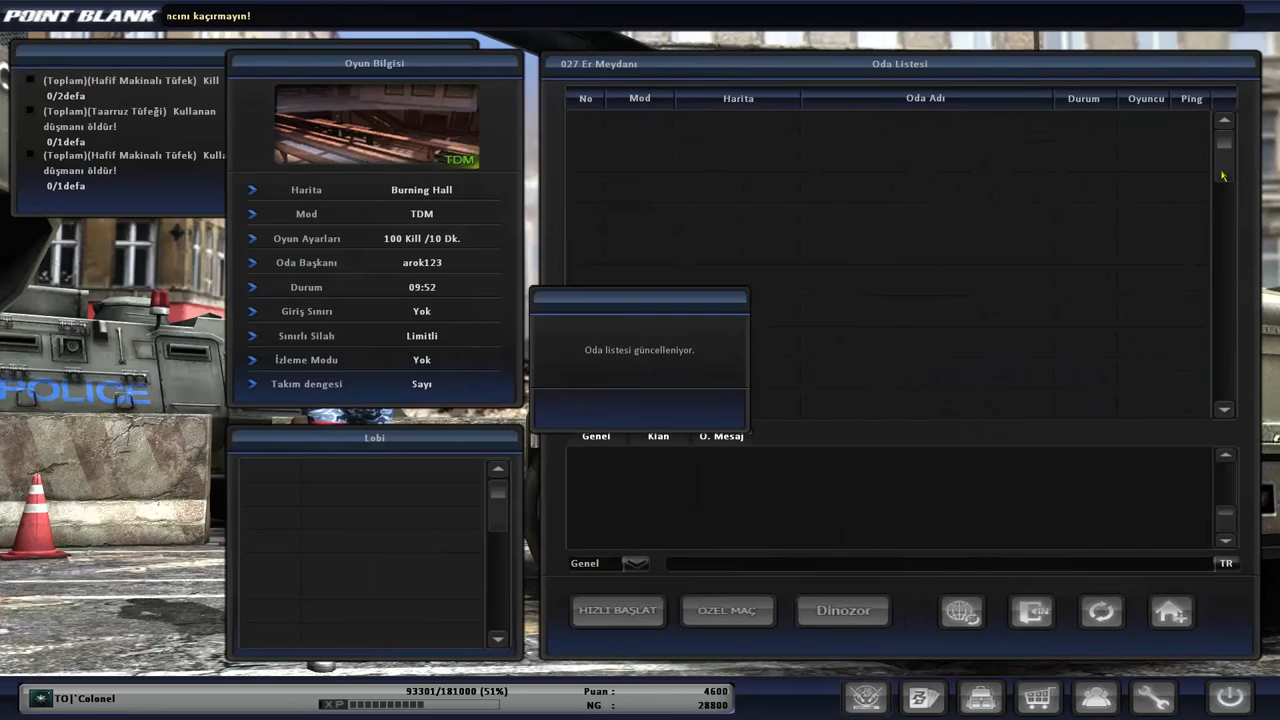 POINT BLANK
ncını kaçırmayın!
(Toplam)(Hafif Makinalı Tüfek) Kill
0/2defa
(Toplam)(Taarruz Tüfeği) Kullanan
düşmanı öldür!
0/1defa
(Toplam)(Hafif Makinalı Tüfek) Kulla
düşmanı öldür!
0/1defa
Oyun Bilgisi
TDM
Harita Burning Hall
Mod TDM
Oyun Ayarları 100 Kill /10 Dk.
Oda Başkanı arok123
Durum 09:52
Giriş Sınırı Yok
Sınırlı Silah Limitli
İzleme Modu Yok
Takım dengesi Sayı
Lobi
027 Er Meydanı Oda Listesi
No Mod Harita Oda Adı Durum Oyuncu Ping
Oda listesi güncelleniyor.
Genel Klan Ö. Mesaj
Genel TR
HIZLI BAŞLAT ÖZEL MAÇ Dinozor
POLICE
TO|`Colonel
93301/181000 (51%)
XP
Puan : 4600
NG : 28800